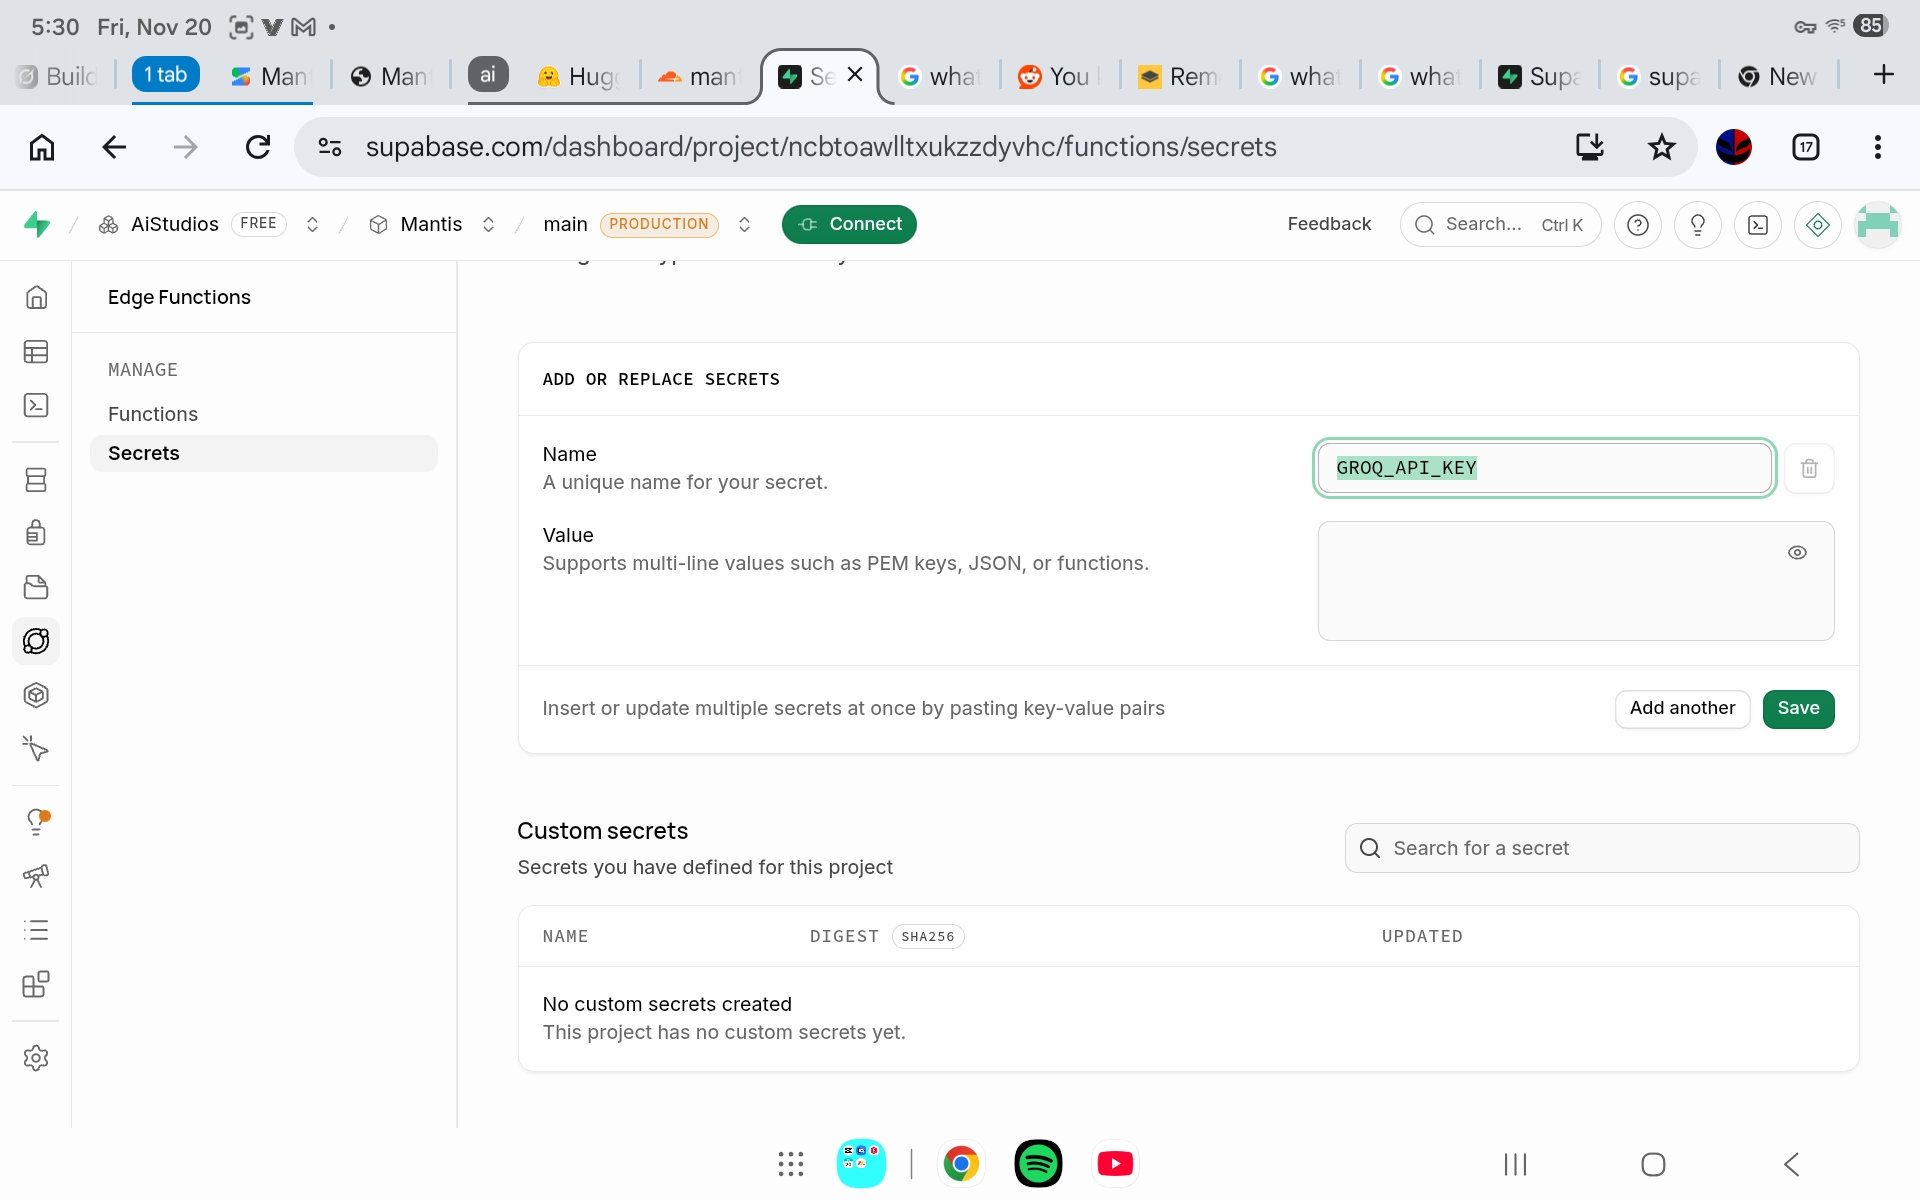 5:30 Fri, Nov 20 85
Build 1 tab Mant Man ai Hugg man Se what You Rem what what Supa supa New
supabase.com/dashboard/project/ncbtoawlltxukzzdyvhc/functions/secrets 17
AiStudios FREE Mantis main PRODUCTION Connect Feedback Search... Ctrl K
Edge Functions
MANAGE
Functions
Secrets
ADD OR REPLACE SECRETS
Name
A unique name for your secret.
GROQ_API_KEY
Value
Supports multi-line values such as PEM keys, JSON, or functions.
Insert or update multiple secrets at once by pasting key-value pairs
Add another Save
Custom secrets
Secrets you have defined for this project
Search for a secret
NAME DIGEST SHA256 UPDATED
No custom secrets created
This project has no custom secrets yet.